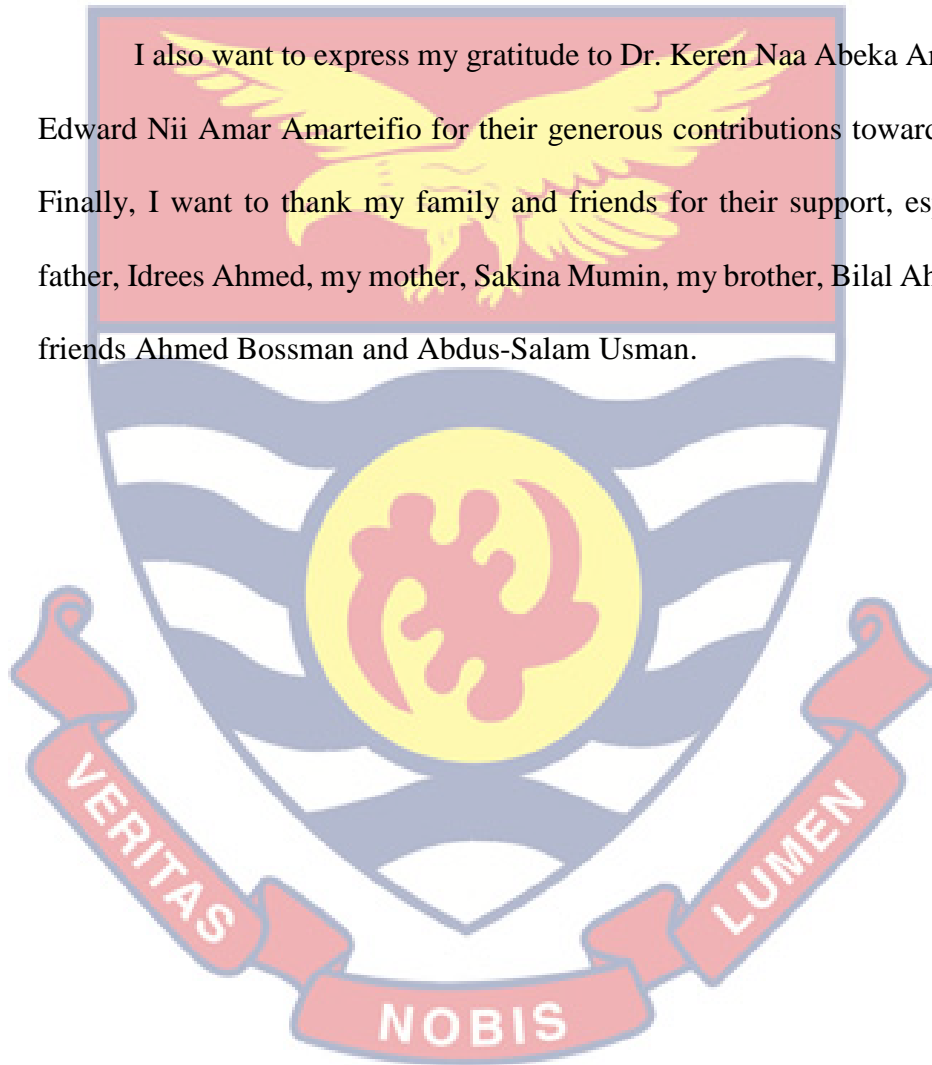 I also want to express my gratitude to Dr. Keren Naa Abeka
Edward Nii Amar Amarteifio for their generous contributions
Finally, I want to thank my family and friends for their support,
father, Idrees Ahmed, my mother, Sakina Mumin, my brother, Bilal
friends Ahmed Bossman and Abdus-Salam Usman.
VERITAS
NOBIS
LUMEN